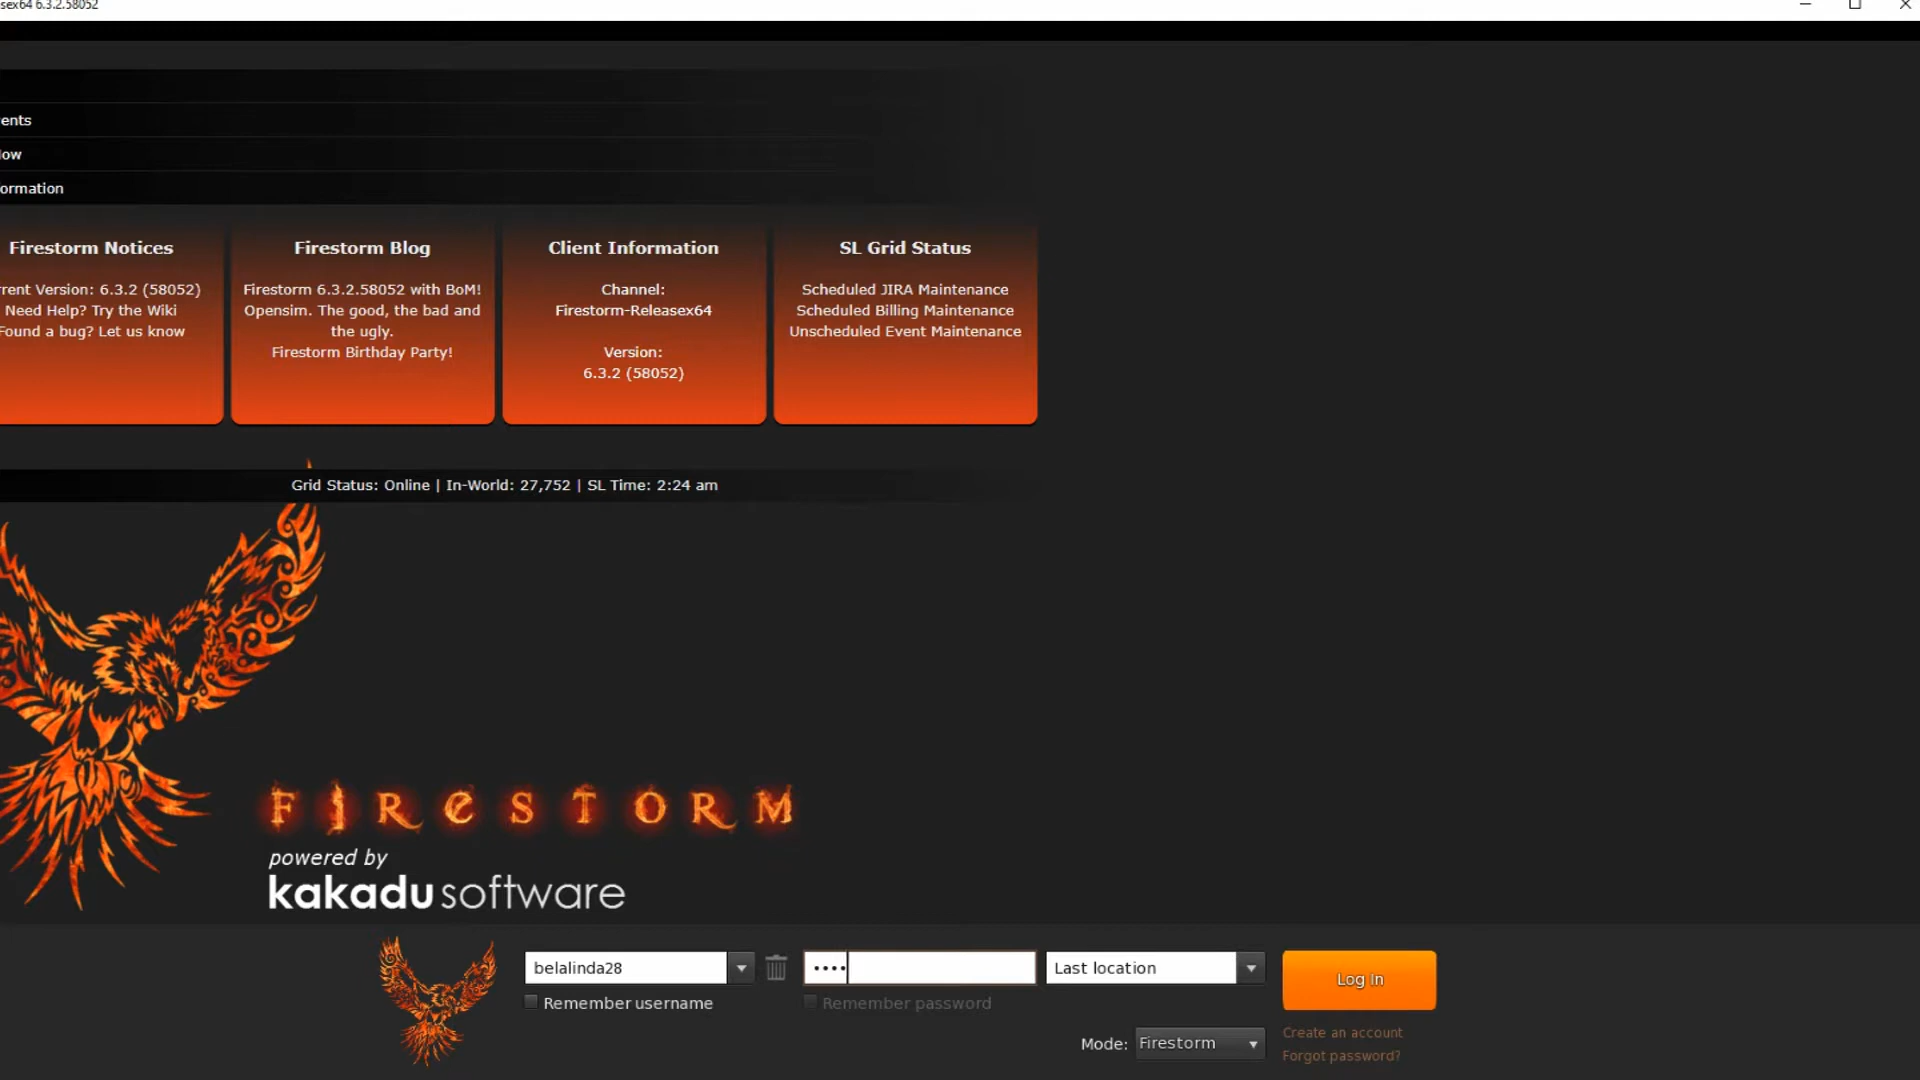 sex64 6.3.2.58052
ents
low
ormation
Firestorm Notices
rent Version: 6.3.2 (58052)
Need Help? Try the Wiki
Found a bug? Let us know
Firestorm Blog
Firestorm 6.3.2.58052 with BoM!
Opensim. The good, the bad and
the ugly.
Firestorm Birthday Party!
Client Information
Channel:
Firestorm-Releasex64
Version:
6.3.2 (58052)
SL Grid Status
Scheduled JIRA Maintenance
Scheduled Billing Maintenance
Unscheduled Event Maintenance
Grid Status: Online | In-World: 27,752 | SL Time: 2:24 am
FIRESTORM
powered by
kakadu software
belalinda28
••••
Last location
Log In
Remember username
Remember password
Mode: Firestorm
Create an account
Forgot password?